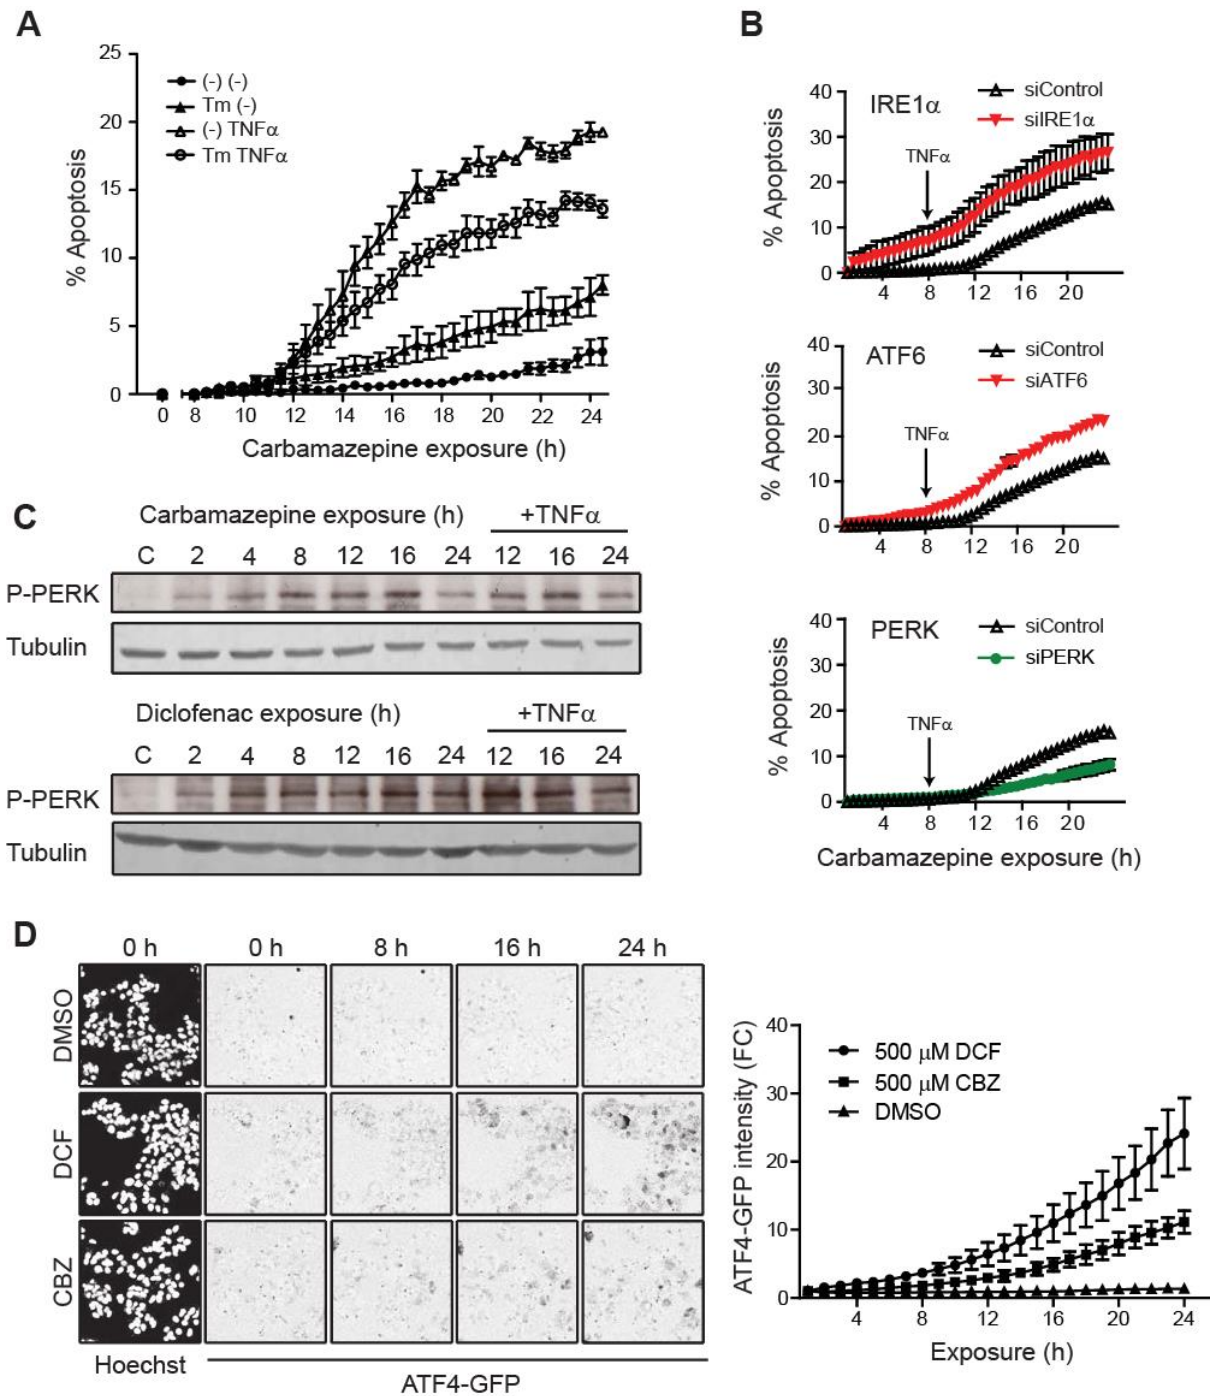 A
25
20
15
10
5
0
% Apoptosis
(-) (-)
Tm (-)
(-) TNFα
Tm TNFα
0 8 10 12 14 16 18 20 22 24
Carbamazepine exposure (h)
B
40
30
20
10
0
% Apoptosis
IRE1α
siControl
siIRE1α
TNFα
4 8 12 16 20
40
30
20
10
0
% Apoptosis
ATF6
siControl
siATF6
TNFα
4 8 12 16 20
40
30
20
10
0
% Apoptosis
PERK
siControl
siPERK
TNFα
4 8 12 16 20
Carbamazepine exposure (h)
C
Carbamazepine exposure (h) +TNFα
C 2 4 8 12 16 24 12 16 24
P-PERK
Tubulin
Diclofenac exposure (h) +TNFα
C 2 4 8 12 16 24 12 16 24
P-PERK
Tubulin
D
0 h 0 h 8 h 16 h 24 h
DMSO
DCF
CBZ
Hoechst
ATF4-GFP
40
30
20
10
0
ATF4-GFP intensity (FC)
500 μM DCF
500 μM CBZ
DMSO
4 8 12 16 20 24
Exposure (h)